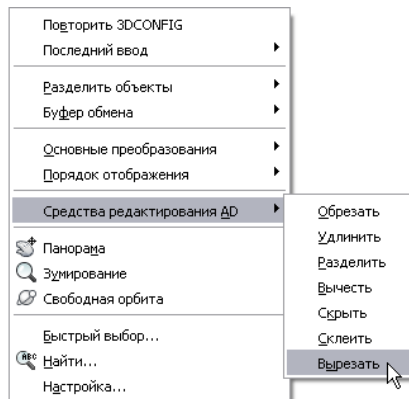 Повторить 3DCONFIG
Последний ввод
Разделить объекты
Буфер обмена
Основные преобразования
Порядок отображения
Средства редактирования AD
Панорама
Зумирование
Свободная орбита
Быстрый выбор...
ABC
Найти...
Настройка...
Обрезать
Удлинить
Разделить
Вычесть
Скрыть
Склеить
Вырезать